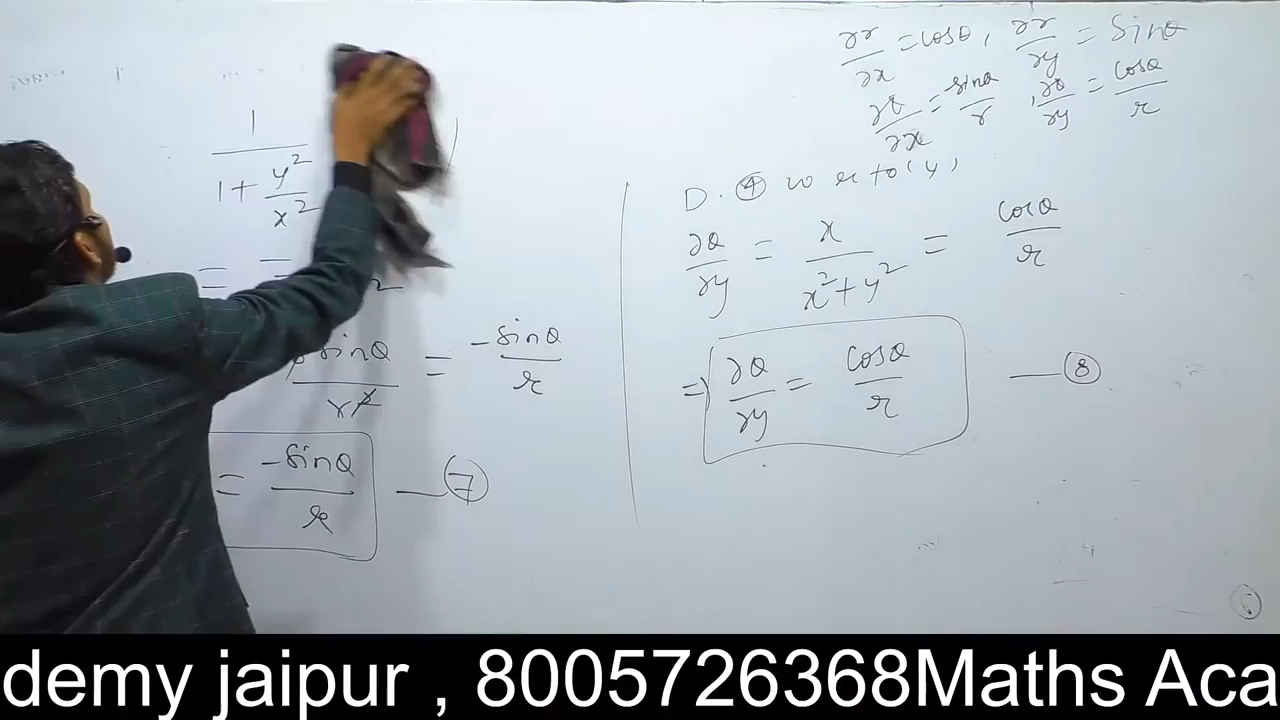 ∂r/∂x = cosθ, ∂r/∂y = Sinθ
∂θ/∂x = -sinθ/r, ∂θ/∂y = cosθ/r
1/(1+y²/x²)
=
sinθ/r² = -sinθ/r
= -sinθ/r —⑦
D. ④ w r to 'y',
∂θ/∂y = x/(x²+y²) = cosθ/r
=> ∂θ/∂y = cosθ/r —⑧
demy jaipur , 8005726368Maths Aca